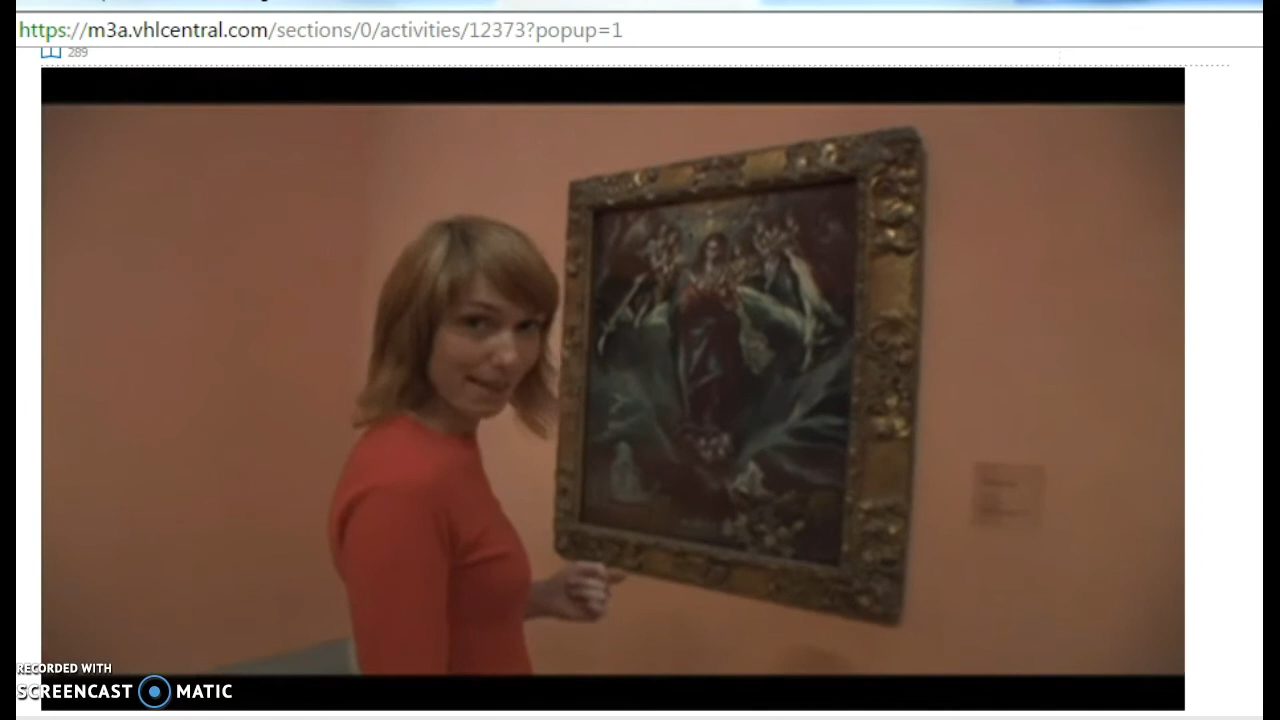 https://m3a.vhlcentral.com/sections/0/activities/12373?popup=1
289
RECORDED WITH
SCREENCAST MATIC